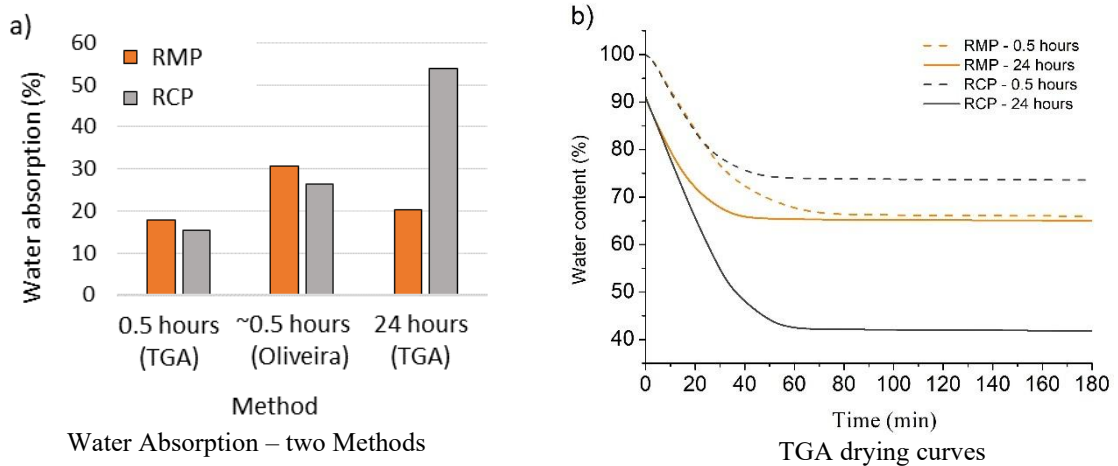 a)
Water absorption (%)
60
50
40
30
20
10
0
RMP
RCP
0.5 hours
(TGA)
~0.5 hours
(Oliveira)
24 hours
(TGA)
Method
Water Absorption – two Methods
b)
Water content (%)
100
90
80
70
60
50
40
RMP - 0.5 hours
RMP - 24 hours
RCP - 0.5 hours
RCP - 24 hours
0 20 40 60 80 100 120 140 160 180
Time (min)
TGA drying curves